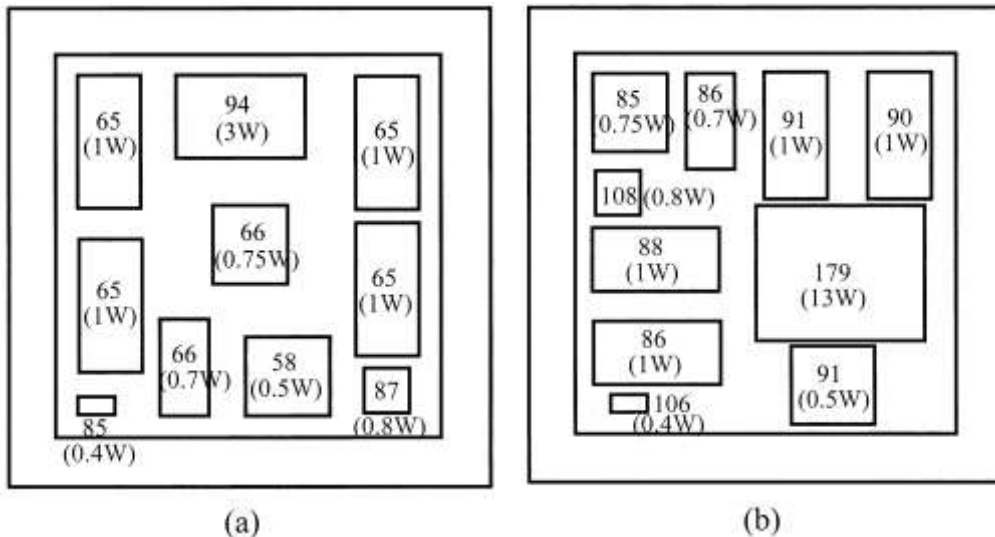 65
(1W)
94
(3W)
65
(1W)
66
(0.75W)
65
(1W)
65
(1W)
66
(0.7W)
58
(0.5W)
87
(0.8W)
85
(0.4W)
(a)
85
(0.75W)
86
(0.7W)
91
(1W)
90
(1W)
108 (0.8W)
88
(1W)
179
(13W)
86
(1W)
91
(0.5W)
106
(0.4W)
(b)